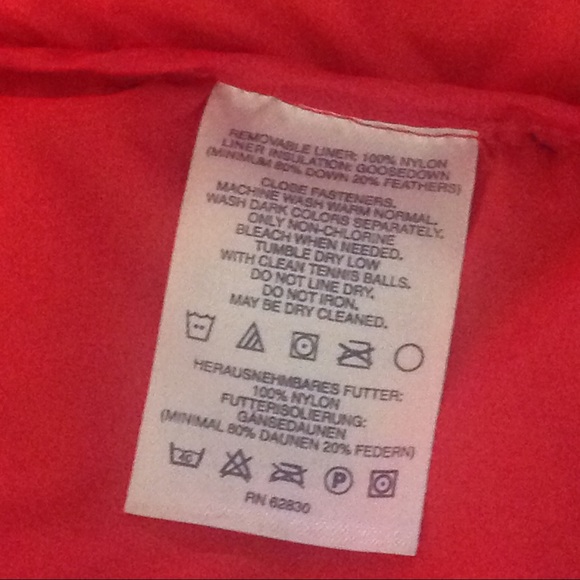 REMOVABLE LINER: 100% NYLON
LINER INSULATION: GOOSEDOWN
(MINIMUM 80% DOWN 20% FEATHERS)
CLOSE FASTENERS.
MACHINE WASH WARM NORMAL.
WASH DARK COLORS SEPARATELY.
ONLY NON-CHLORINE
BLEACH WHEN NEEDED.
TUMBLE DRY LOW
WITH CLEAN TENNIS BALLS.
DO NOT LINE DRY.
DO NOT IRON.
MAY BE DRY CLEANED.
HERAUSNEHMBARES FUTTER:
100% NYLON
FUTTERISOLIERUNG:
GÄNSEDAUNEN
(MINIMAL 80% DAUNEN 20% FEDERN)
40 P
RN 62830